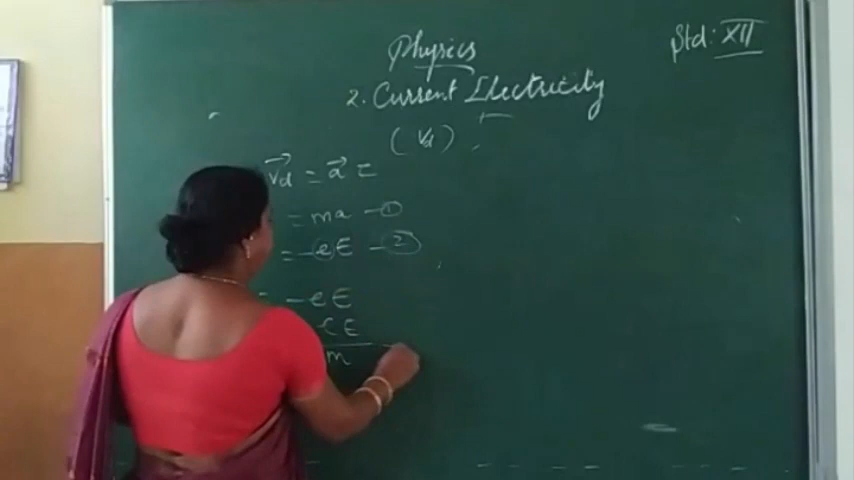 Physics
Std: XII
2. Current Electricity
(Vd)
Vd = a τ
= ma - ①
= -eE - ②
= -eE
eE
m